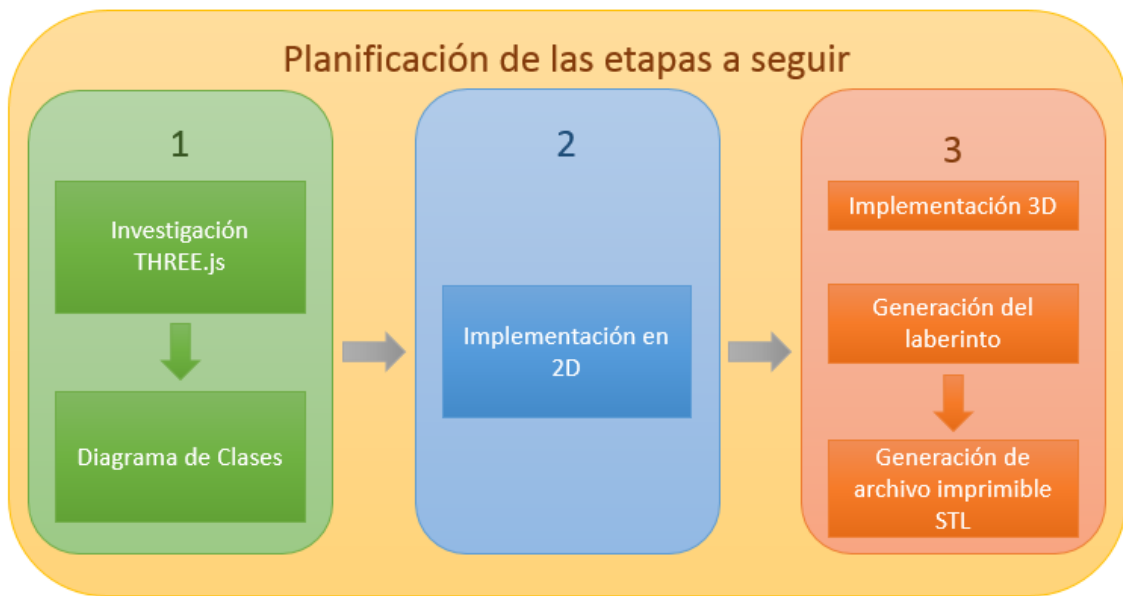 Planificación de las etapas a seguir
1
Investigación
THREE.js
Diagrama de Clases
2
Implementación en
2D
3
Implementación 3D
Generación del
laberinto
Generación de
archivo imprimible
STL